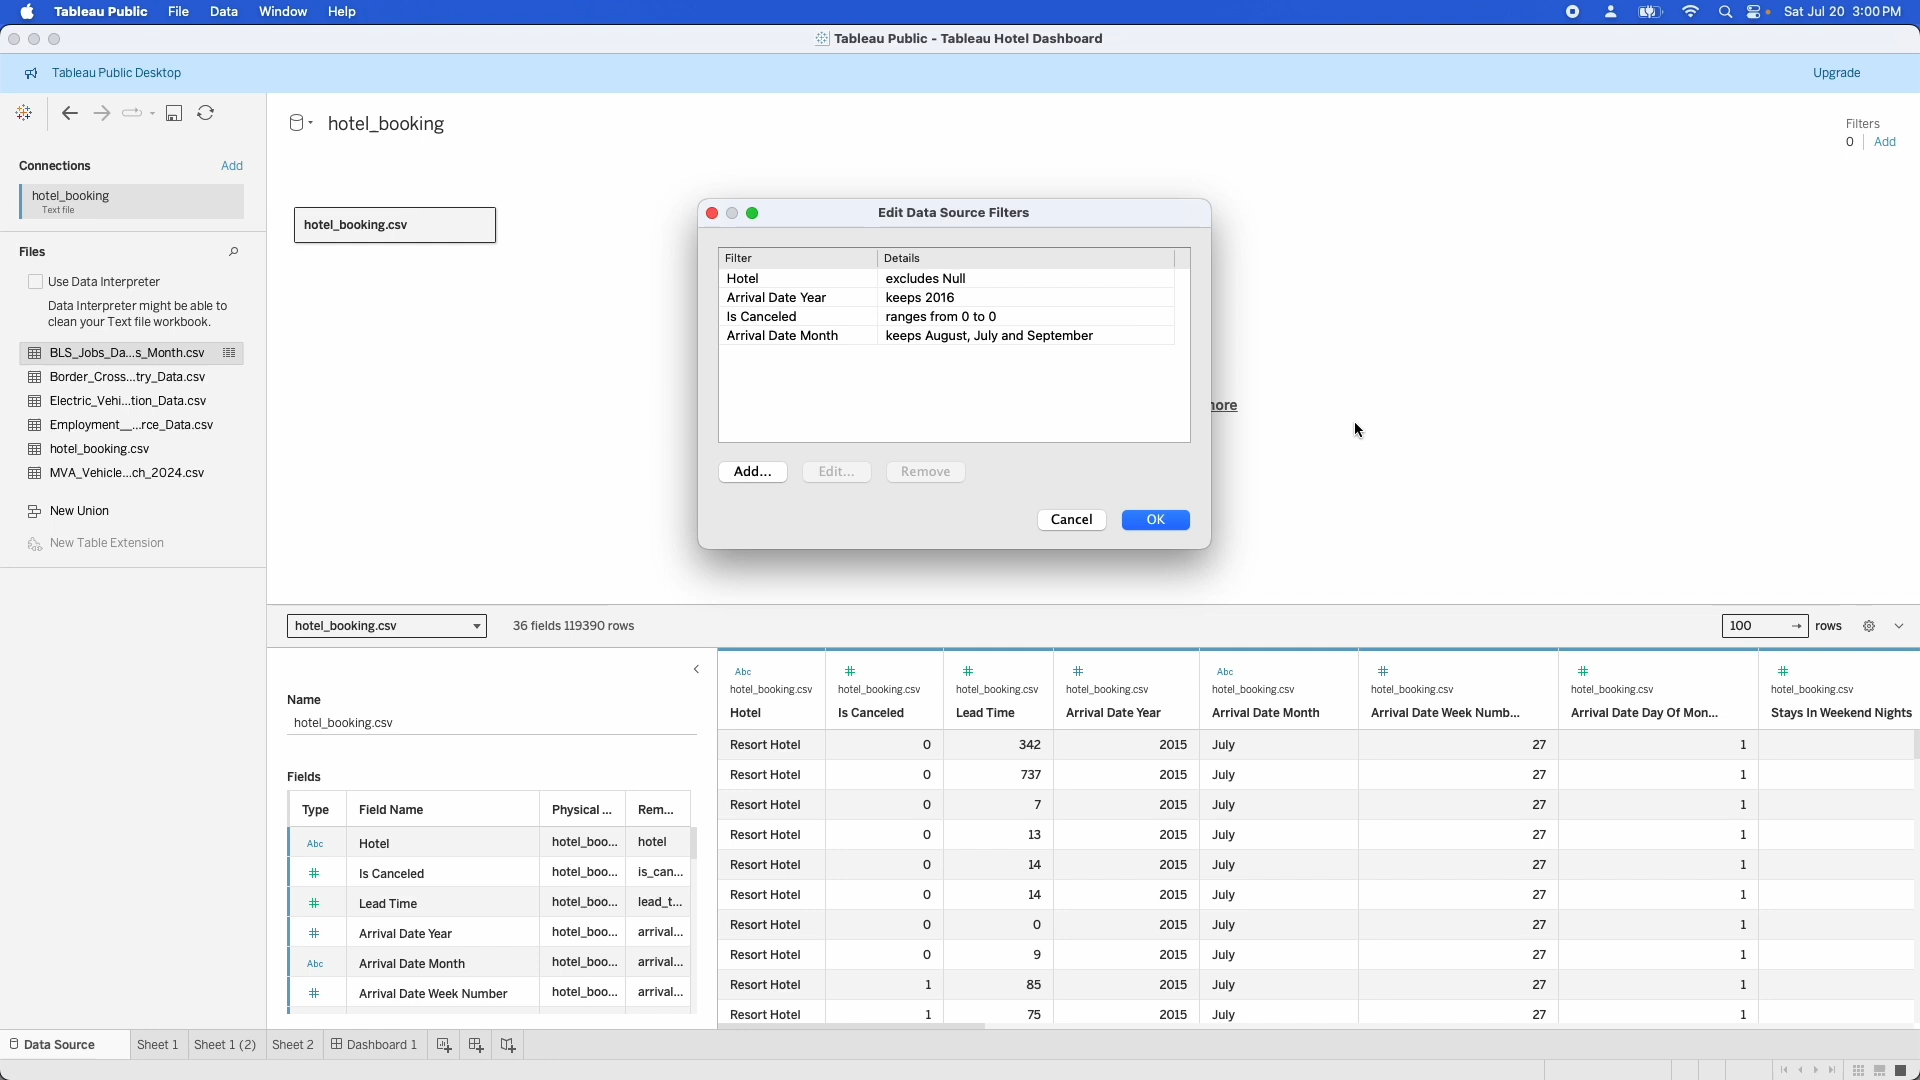 Tableau Public File Data Window Help Sat Jul 20 3:00 PM
Tableau Public - Tableau Hotel Dashboard
Tableau Public Desktop Upgrade
hotel_booking
Filters
0 Add
Connections Add
hotel_booking
Text file
Files
Use Data Interpreter
Data Interpreter might be able to
clean your Text file workbook.
BLS_Jobs_Da...s_Month.csv
Border_Cross...try_Data.csv
Electric_Vehi...tion_Data.csv
Employment__...rce_Data.csv
hotel_booking.csv
MVA_Vehicle...ch_2024.csv
New Union
New Table Extension
hotel_booking.csv
Edit Data Source Filters
Filter Details
Hotel excludes Null
Arrival Date Year keeps 2016
Is Canceled ranges from 0 to 0
Arrival Date Month keeps August, July and September
Add... Edit... Remove
Cancel OK
hotel_booking.csv 36 fields 119390 rows 100 rows
Name
hotel_booking.csv
Fields
Type Field Name Physical ... Rem...
Abc Hotel hotel_boo... hotel
# Is Canceled hotel_boo... is_can...
# Lead Time hotel_boo... lead_t...
# Arrival Date Year hotel_boo... arrival...
Abc Arrival Date Month hotel_boo... arrival...
# Arrival Date Week Number hotel_boo... arrival...
Abc # # # Abc # # #
hotel_booking.csv hotel_booking.csv hotel_booking.csv hotel_booking.csv hotel_booking.csv hotel_booking.csv hotel_booking.csv hotel_booking.csv
Hotel Is Canceled Lead Time Arrival Date Year Arrival Date Month Arrival Date Week Numb... Arrival Date Day Of Mon... Stays In Weekend Nights
Resort Hotel 0 342 2015 July 27 1
Resort Hotel 0 737 2015 July 27 1
Resort Hotel 0 7 2015 July 27 1
Resort Hotel 0 13 2015 July 27 1
Resort Hotel 0 14 2015 July 27 1
Resort Hotel 0 14 2015 July 27 1
Resort Hotel 0 0 2015 July 27 1
Resort Hotel 0 9 2015 July 27 1
Resort Hotel 1 85 2015 July 27 1
Resort Hotel 1 75 2015 July 27 1
Data Source Sheet 1 Sheet 1 (2) Sheet 2 Dashboard 1